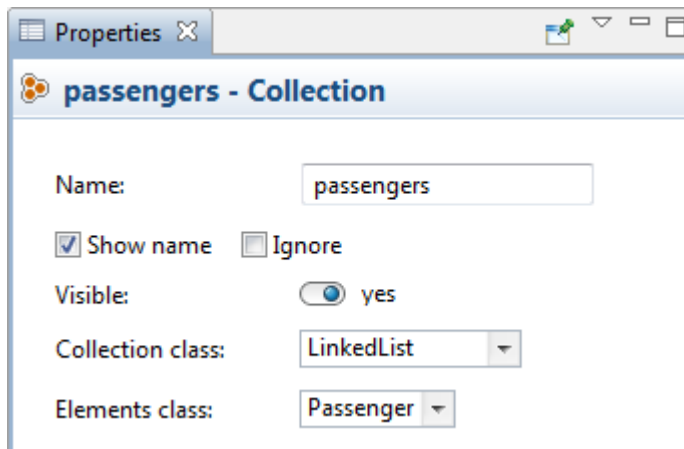 Properties
passengers - Collection
Name: passengers
Show name Ignore
Visible: yes
Collection class: LinkedList
Elements class: Passenger